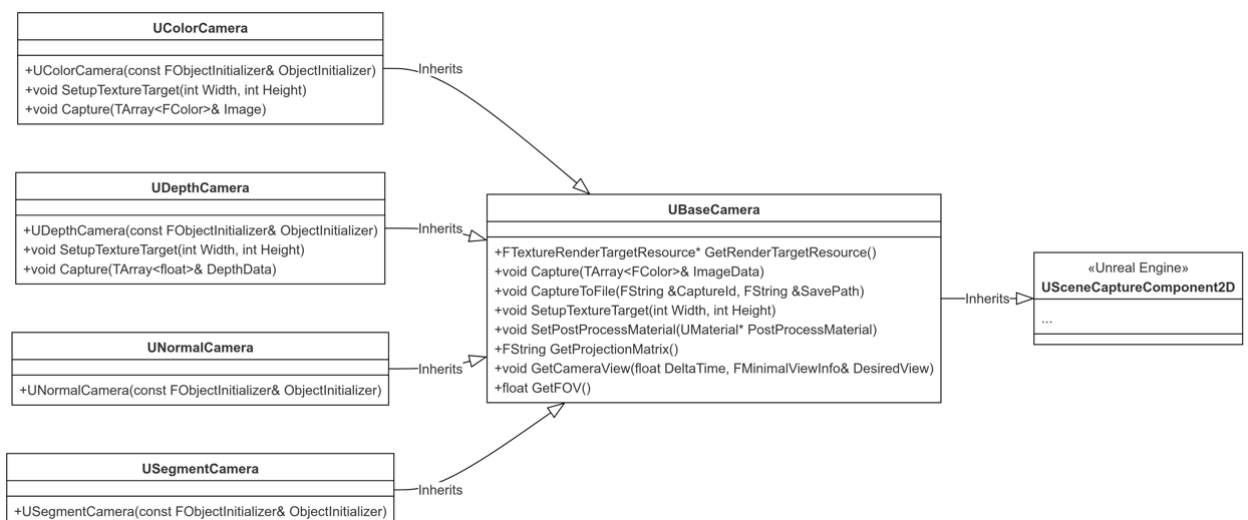 UColorCamera
+UColorCamera(const FObjectInitializer& ObjectInitializer)
+void SetupTextureTarget(int Width, int Height)
+void Capture(TArray<FColor>& Image)
Inherits
UDepthCamera
+UDepthCamera(const FObjectInitializer& ObjectInitializer)
+void SetupTextureTarget(int Width, int Height)
+void Capture(TArray<float>& DepthData)
Inherits
UNormalCamera
+UNormalCamera(const FObjectInitializer& ObjectInitializer)
Inherits
USegmentCamera
+USegmentCamera(const FObjectInitializer& ObjectInitializer)
Inherits
UBaseCamera
+FTextureRenderTargetResource* GetRenderTargetResource()
+void Capture(TArray<FColor>& ImageData)
+void CaptureToFile(FString &CaptureId, FString &SavePath)
+void SetupTextureTarget(int Width, int Height)
+void SetPostProcessMaterial(UMaterial* PostProcessMaterial)
+FString GetProjectionMatrix()
+void GetCameraView(float DeltaTime, FMinimalViewInfo& DesiredView)
+float GetFOV()
Inherits
«Unreal Engine»
USceneCaptureComponent2D
...